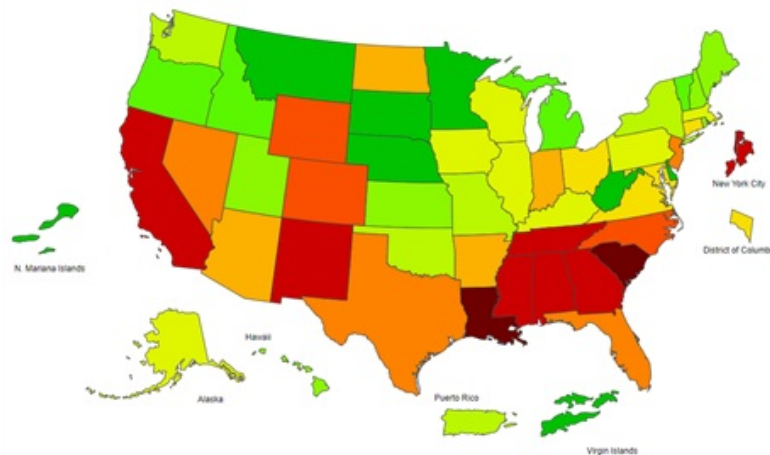 New York City
District of Columb
N. Mariana Islands
Hawaii
Alaska
Puerto Rico
Virgin Islands